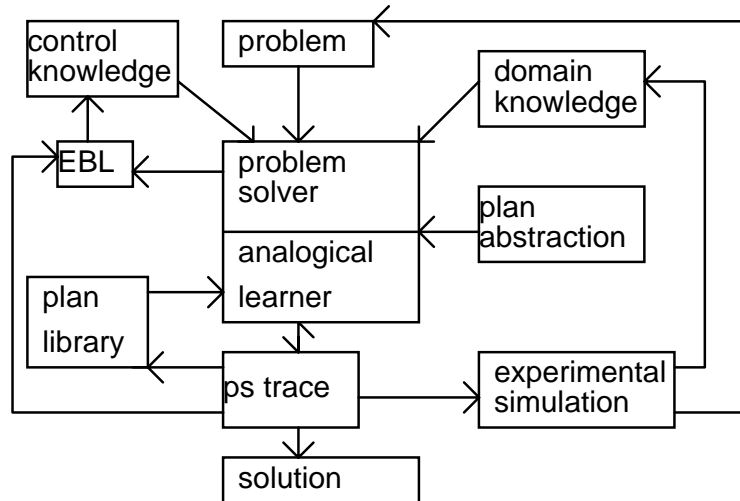 control
knowledge
problem
domain
knowledge
EBL
problem
solver
plan
abstraction
analogical
learner
plan
library
ps trace
experimental
simulation
solution